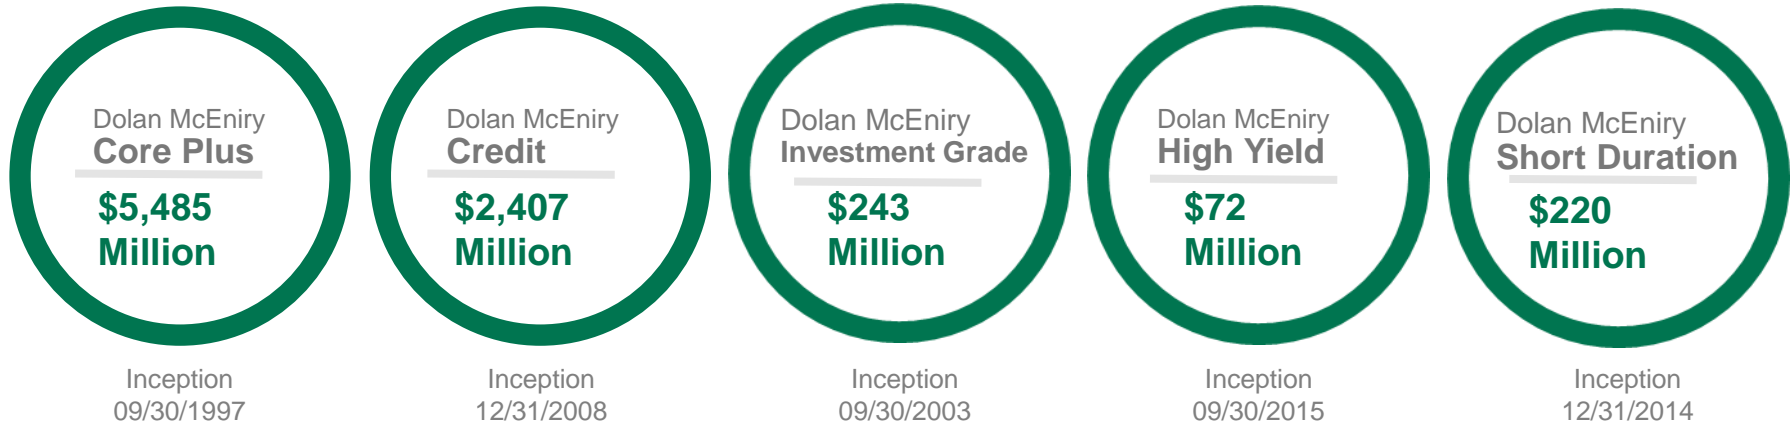 Dolan McEniry
Core Plus
$5,485
Million
Inception
09/30/1997
Dolan McEniry
Credit
$2,407
Million
Inception
12/31/2008
Dolan McEniry
Investment Grade
$243
Million
Inception
09/30/2003
Dolan McEniry
High Yield
$72
Million
Inception
09/30/2015
Dolan McEniry
Short Duration
$220
Million
Inception
12/31/2014